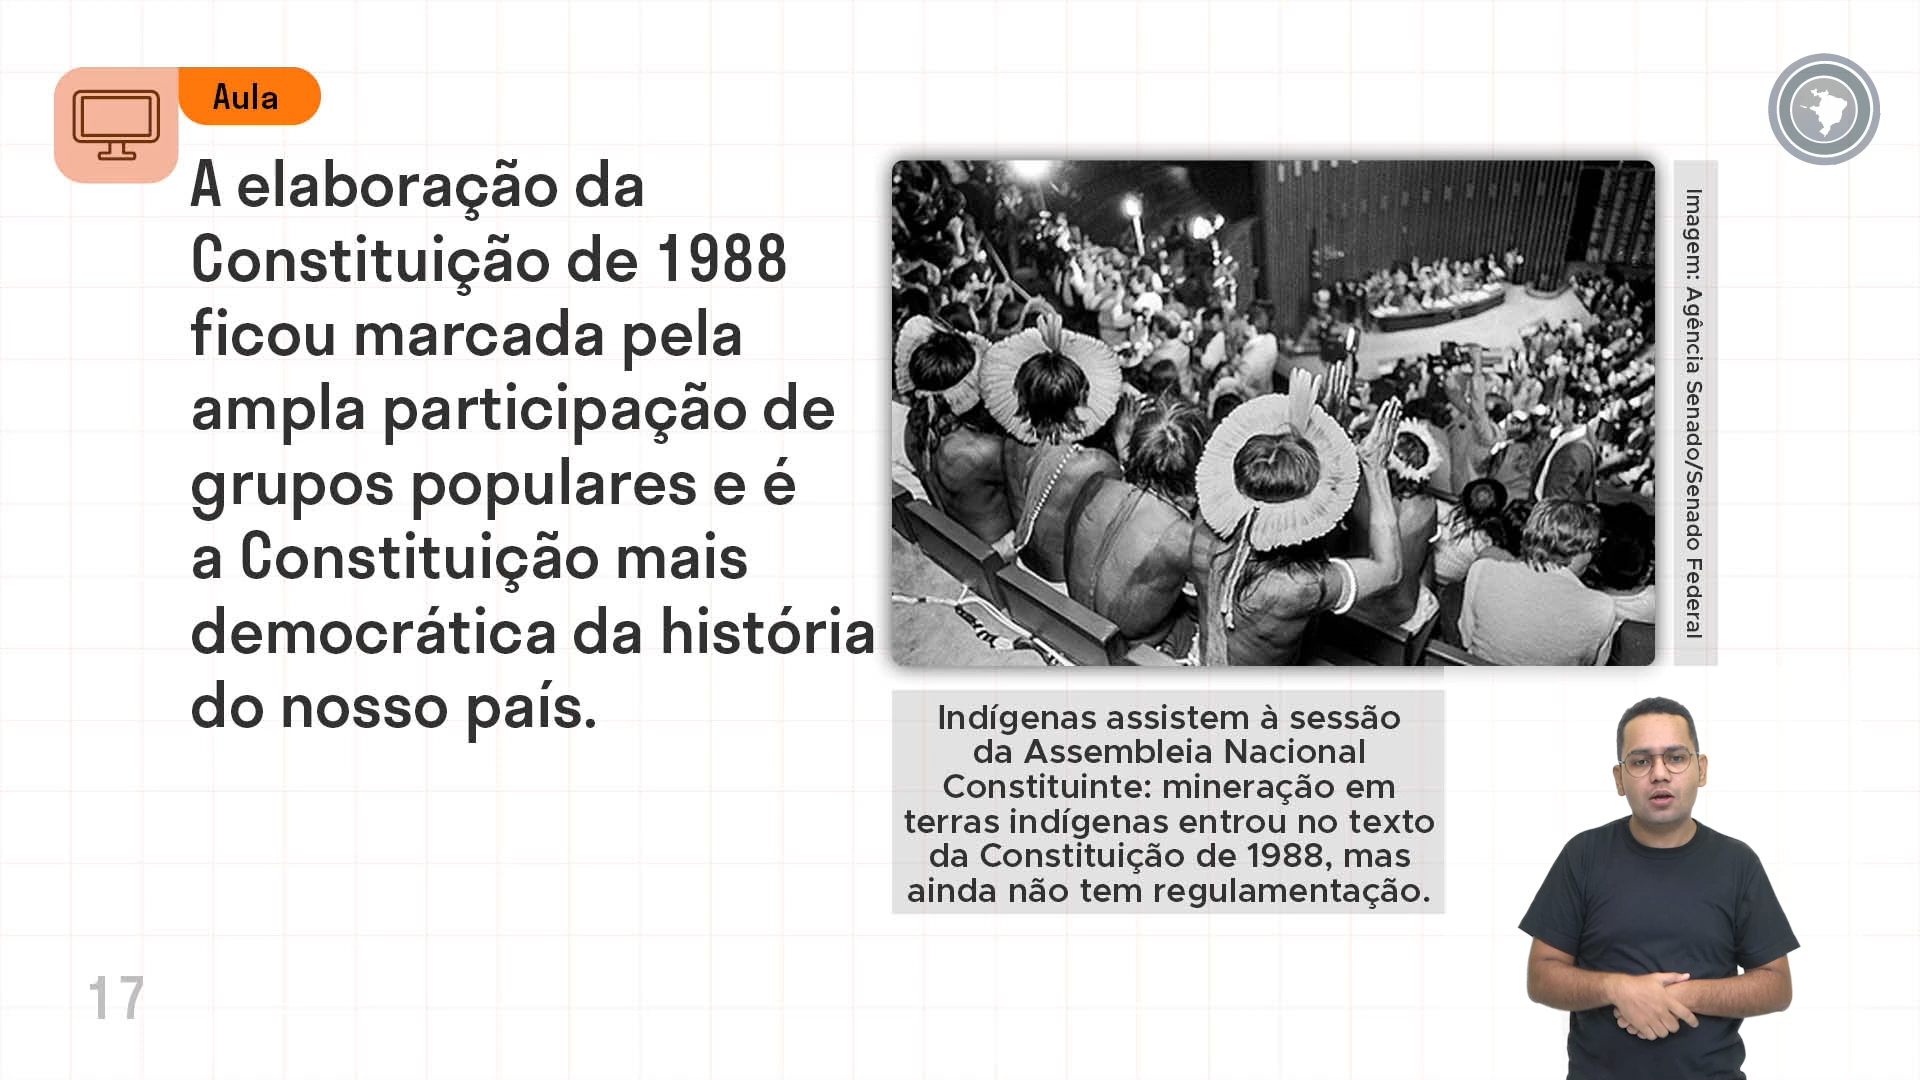 Aula
A elaboração da
Constituição de 1988
ficou marcada pela
ampla participação de
grupos populares e é
a Constituição mais
democrática da história
do nosso país.
Imagem: Agência Senado/Senado Federal
Indígenas assistem à sessão
da Assembleia Nacional
Constituinte: mineração em
terras indígenas entrou no texto
da Constituição de 1988, mas
ainda não tem regulamentação.
17